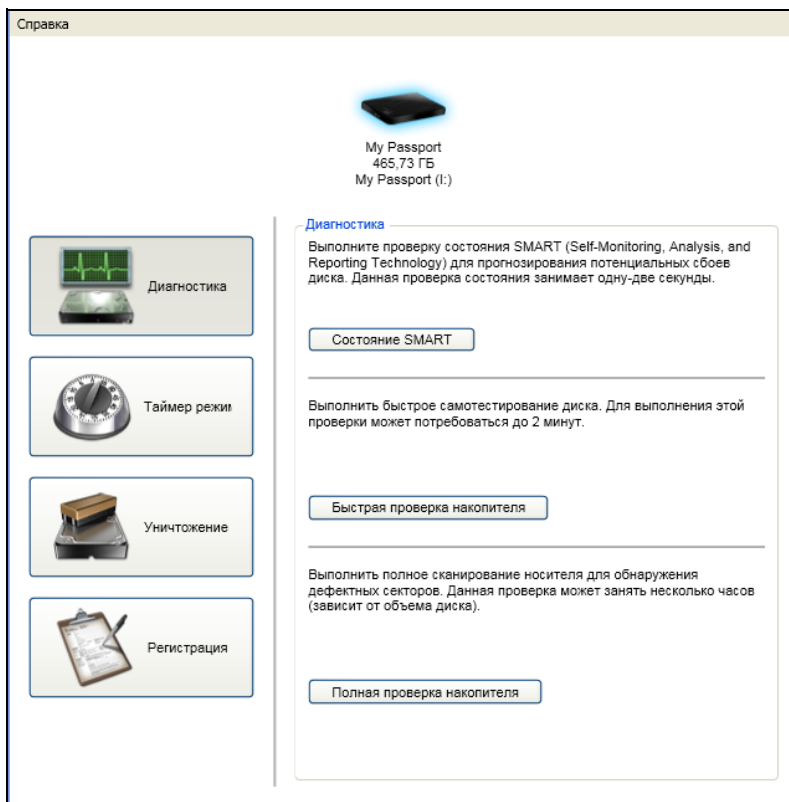 Справка
My Passport
465,73 ГБ
My Passport (I:)
Диагностика
Таймер режим
Уничтожение
Регистрация
Диагностика
Выполните проверку состояния SMART (Self-Monitoring, Analysis, and
Reporting Technology) для прогнозирования потенциальных сбоев
диска. Данная проверка состояния занимает одну-две секунды.
Состояние SMART
Выполнить быстрое самотестирование диска. Для выполнения этой
проверки может потребоваться до 2 минут.
Быстрая проверка накопителя
Выполнить полное сканирование носителя для обнаружения
дефектных секторов. Данная проверка может занять несколько часов
(зависит от объема диска).
Полная проверка накопителя